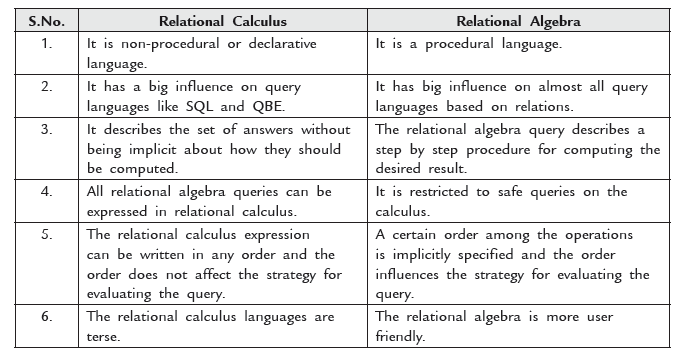 S.No. Relational Calculus Relational Algebra
1. It is non-procedural or declarative It is a procedural language.
language.
2. It has a big influence on query It has big influence on almost all query
languages like SQL and QBE. languages based on relations.
3. It describes the set of answers without The relational algebra query describes a
being implicit about how they should step by step procedure for computing the
be computed. desired result.
4. All relational algebra queries can be It is restricted to safe queries on the
expressed in relational calculus. calculus.
5. The relational calculus expression A certain order among the operations
can be written in any order and the is implicitly specified and the order
order does not affect the strategy for influences the strategy for evaluating the
evaluating the query. query.
6. The relational calculus languages are The relational algebra is more user
terse. friendly.